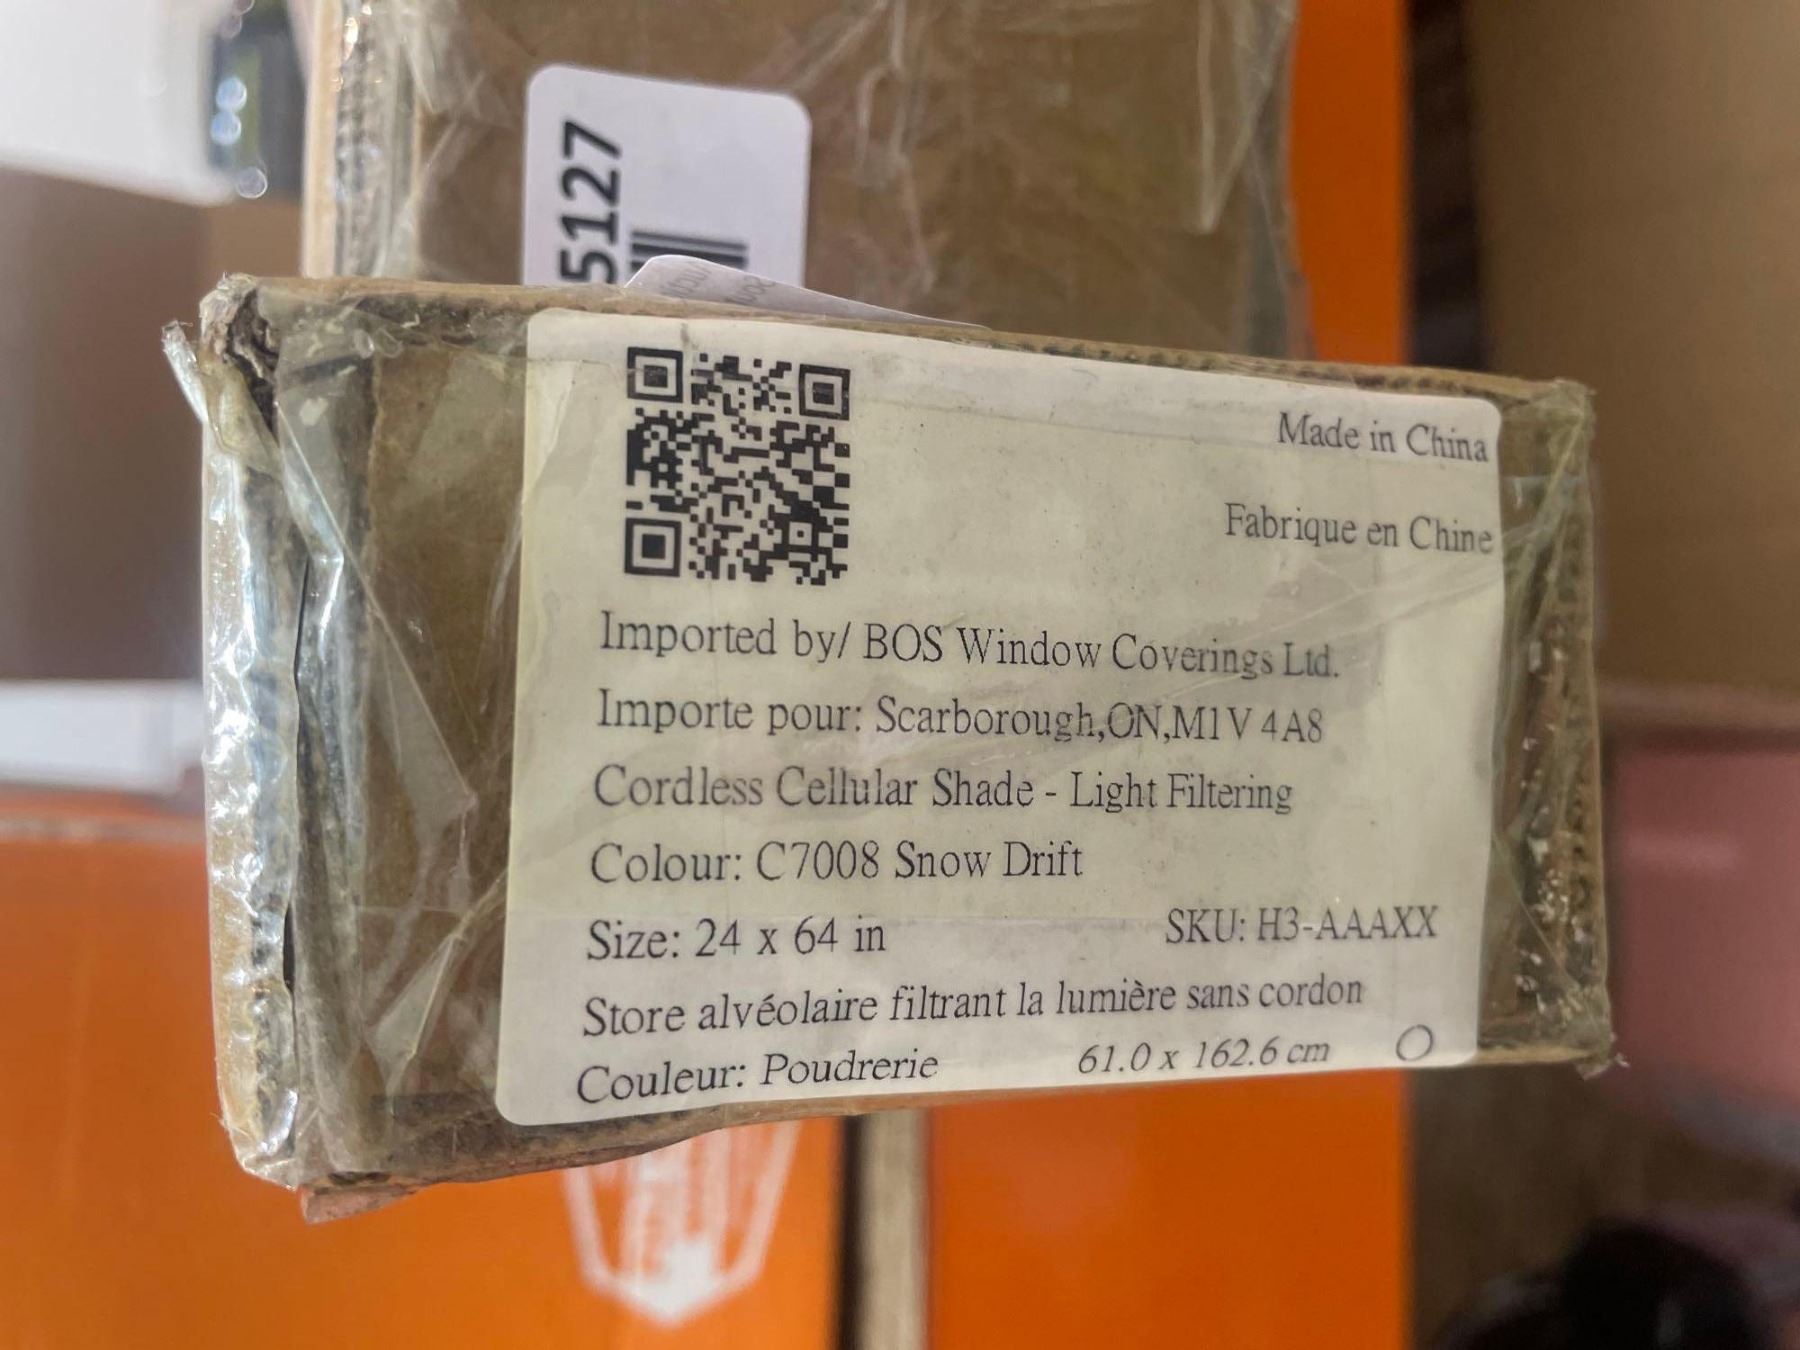 5127
Made in China
Fabrique en Chine
Imported by/ BOS Window Coverings Ltd.
Importe pour: Scarborough,ON,M1V 4A8
Cordless Cellular Shade - Light Filtering
Colour: C7008 Snow Drift
Size: 24 x 64 in SKU: H3-AAAXX
Store alvéolaire filtrant la lumière sans cordon
Couleur: Poudrerie 61.0 x 162.6 cm